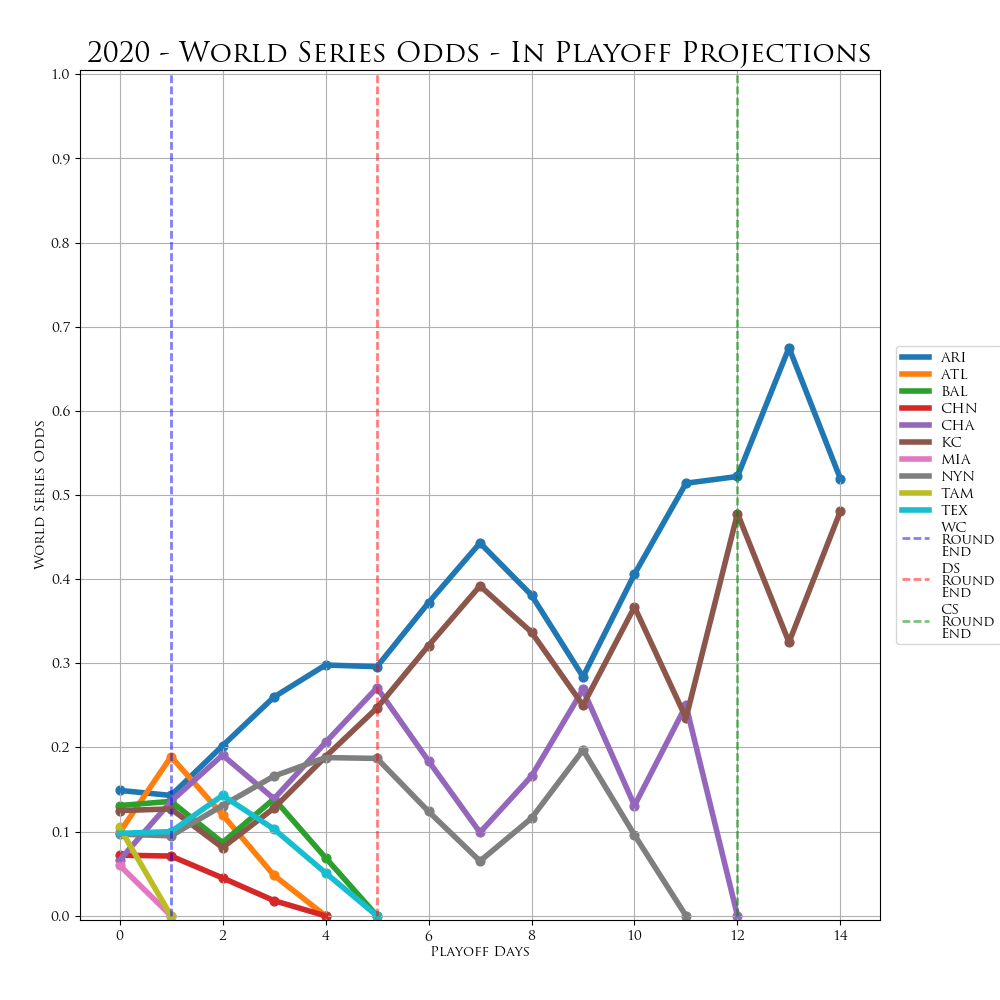 2020 - World Series Odds - In Playoff Projections
1.0
0.9
0.8
0.7
0.6
0.5
0.4
0.3
0.2
0.1
0.0
World Series Odds
0 2 4 6 8 10 12 14
Playoff Days
ARI
ATL
BAL
CHN
CHA
KC
MIA
NYN
TAM
TEX
WC
Round
End
DS
Round
End
CS
Round
End